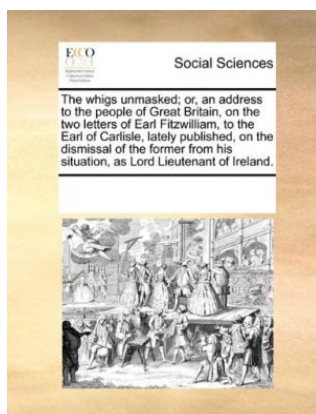 ECCO
Social Sciences
The whigs unmasked; or, an address
to the people of Great Britain, on the
two letters of Earl Fitzwilliam, to the
Earl of Carlisle, lately published, on the
dismissal of the former from his
situation, as Lord Lieutenant of Ireland.